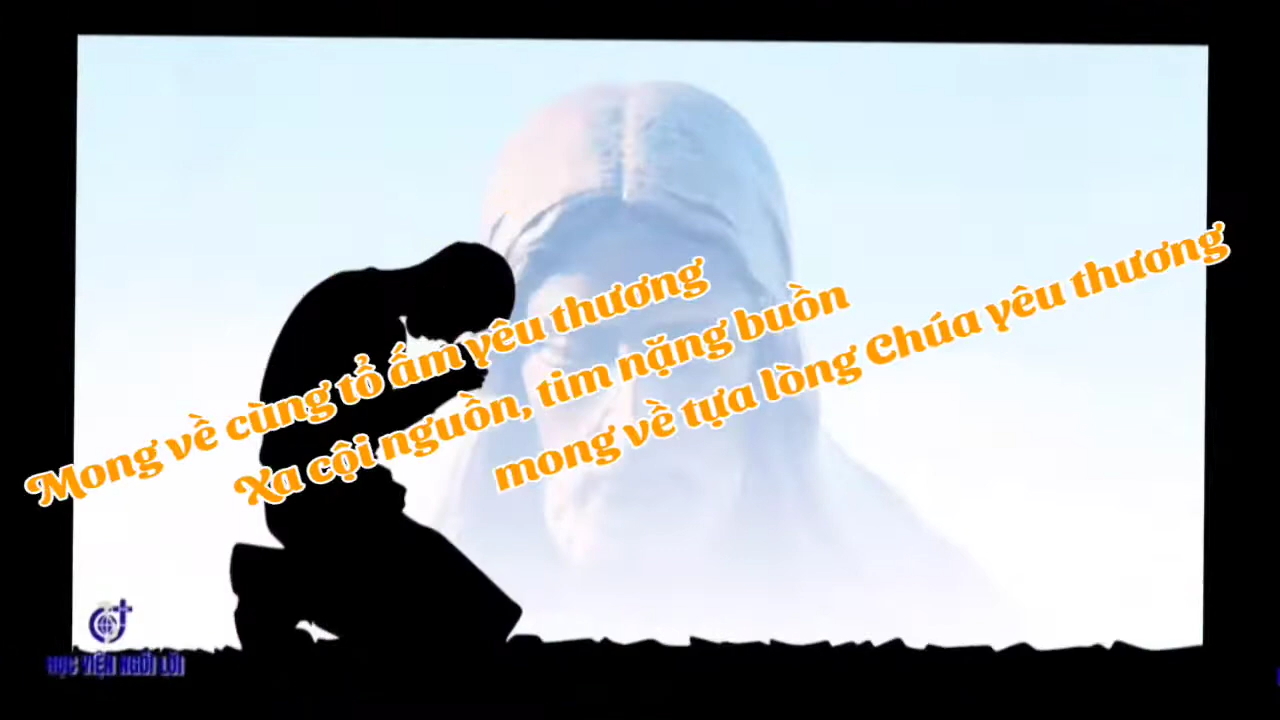 Mong về cùng tổ ấm yêu thương
Xa cội nguồn, tim nặng buồn
mong về tựa lòng Chúa yêu thương
HỌC VIỆN NGÔI LỜI